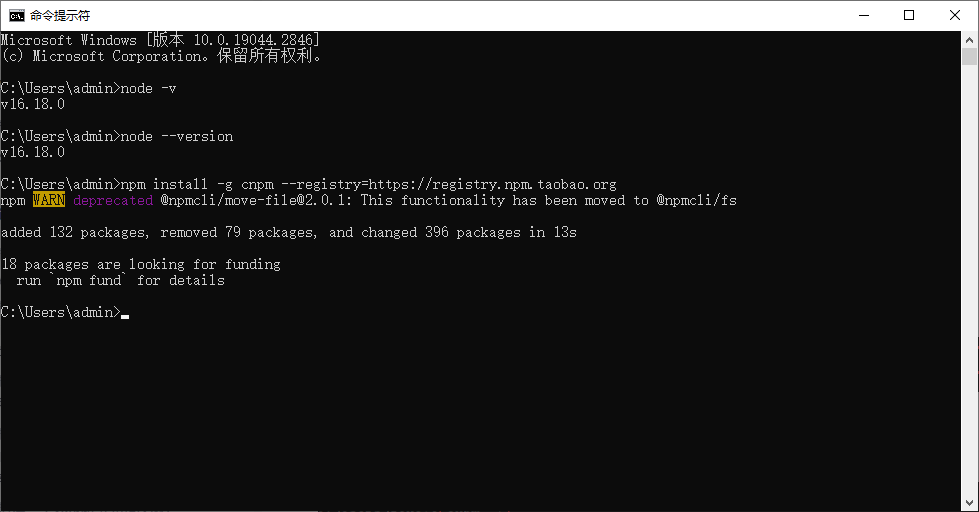 命令提示符
Microsoft Windows [版本 10.0.19044.2846]
(c) Microsoft Corporation。保留所有权利。
C:\Users\admin>node -v
v16.18.0
C:\Users\admin>node --version
v16.18.0
C:\Users\admin>npm install -g cnpm --registry=https://registry.npm.taobao.org
npm WARN deprecated @npmcli/move-file@2.0.1: This functionality has been moved to @npmcli/fs
added 132 packages, removed 79 packages, and changed 396 packages in 13s
18 packages are looking for funding
  run `npm fund` for details
C:\Users\admin>